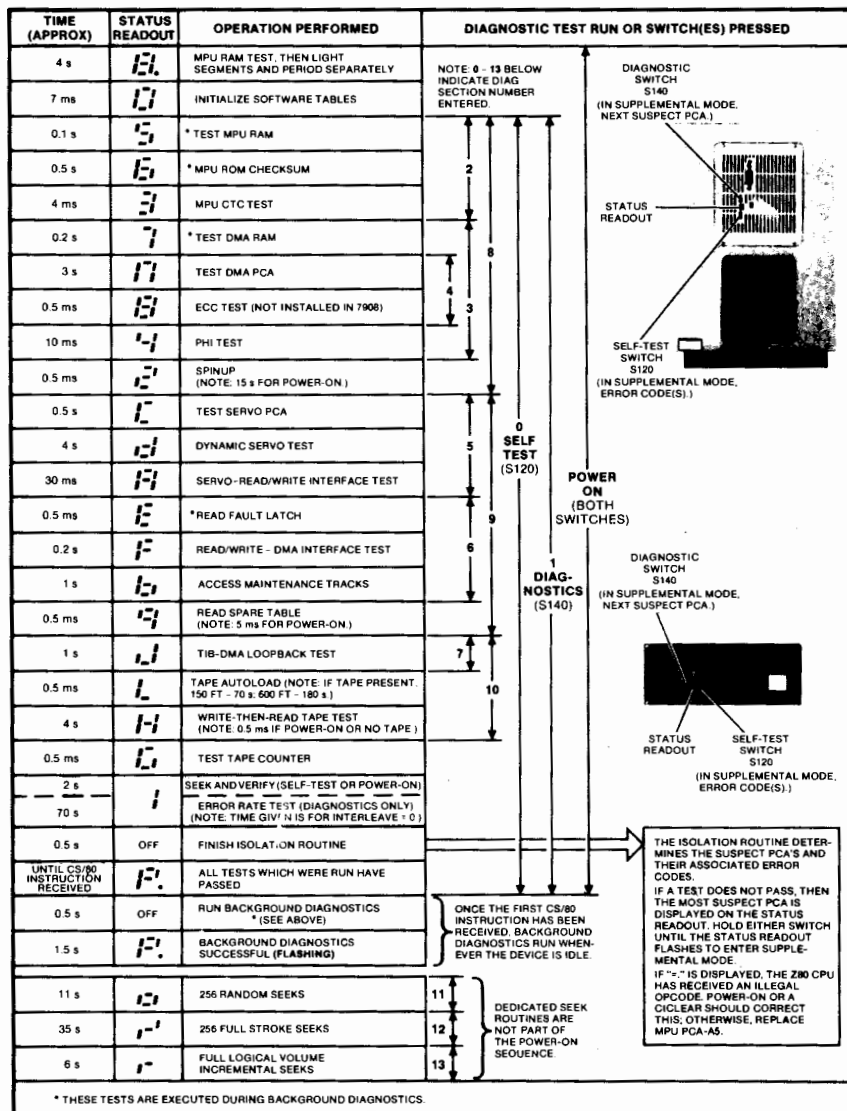 TIME (APPROX) STATUS READOUT OPERATION PERFORMED DIAGNOSTIC TEST RUN OR SWITCH(ES) PRESSED
4 s 8. MPU RAM TEST, THEN LIGHT
SEGMENTS AND PERIOD SEPARATELY
7 ms 0 INITIALIZE SOFTWARE TABLES
0.1 s 5 * TEST MPU RAM
0.5 s 6 * MPU ROM CHECKSUM
4 ms 3 MPU CTC TEST
0.2 s 7 * TEST DMA RAM
3 s TEST DMA PCA
0.5 ms 8 ECC TEST (NOT INSTALLED IN 7908)
10 ms 4 PHI TEST
0.5 ms 2 SPINUP
(NOTE: 15 s FOR POWER-ON.)
0.5 s C TEST SERVO PCA
4 s d DYNAMIC SERVO TEST
30 ms A SERVO-READ/WRITE INTERFACE TEST
0.5 ms E *READ FAULT LATCH
0.2 s F READ/WRITE - DMA INTERFACE TEST
1 s b ACCESS MAINTENANCE TRACKS
0.5 ms 9 READ SPARE TABLE
(NOTE: 5 ms FOR POWER-ON.)
1 s J TIB-DMA LOOPBACK TEST
0.5 ms L TAPE AUTOLOAD (NOTE: IF TAPE PRESENT.
150 FT - 70 s; 600 FT - 180 s.)
4 s H WRITE-THEN-READ TAPE TEST
(NOTE: 0.5 ms IF POWER-ON OR NO TAPE )
0.5 ms G TEST TAPE COUNTER
2 s 1 SEEK AND VERIFY (SELF-TEST OR POWER-ON)
70 s ERROR RATE TEST (DIAGNOSTICS ONLY)
(NOTE: TIME GIVEN IS FOR INTERLEAVE = 0 )
0.5 s OFF FINISH ISOLATION ROUTINE
UNTIL CS/80
INSTRUCTION
RECEIVED P. ALL TESTS WHICH WERE RUN HAVE
PASSED
0.5 s OFF RUN BACKGROUND DIAGNOSTICS
* (SEE ABOVE)
1.5 s P. BACKGROUND DIAGNOSTICS
SUCCESSFUL (FLASHING)
11 s 256 RANDOM SEEKS
35 s 256 FULL STROKE SEEKS
6 s FULL LOGICAL VOLUME
INCREMENTAL SEEKS
NOTE: 0 - 13 BELOW
INDICATE DIAG
SECTION NUMBER
ENTERED.
2
3
4
8
5
6
9
7
10
0
SELF
TEST
(S120)
1
DIAG-
NOSTICS
(S140)
POWER
ON
(BOTH
SWITCHES)
DIAGNOSTIC
SWITCH
S140
(IN SUPPLEMENTAL MODE,
NEXT SUSPECT PCA.)
STATUS
READOUT
SELF-TEST
SWITCH
S120
(IN SUPPLEMENTAL MODE,
ERROR CODE(S).)
DIAGNOSTIC
SWITCH
S140
(IN SUPPLEMENTAL MODE,
NEXT SUSPECT PCA.)
STATUS
READOUT
SELF-TEST
SWITCH
S120
(IN SUPPLEMENTAL MODE,
ERROR CODE(S).)
THE ISOLATION ROUTINE DETER-
MINES THE SUSPECT PCA'S AND
THEIR ASSOCIATED ERROR
CODES.
IF A TEST DOES NOT PASS, THEN
THE MOST SUSPECT PCA IS
DISPLAYED ON THE STATUS
READOUT. HOLD EITHER SWITCH
UNTIL THE STATUS READOUT
FLASHES TO ENTER SUPPLE-
MENTAL MODE.
IF "=." IS DISPLAYED, THE Z80 CPU
HAS RECEIVED AN ILLEGAL
OPCODE. POWER-ON OR A
CICLEAR SHOULD CORRECT
THIS; OTHERWISE, REPLACE
MPU PCA-A5.
ONCE THE FIRST CS/80
INSTRUCTION HAS BEEN
RECEIVED, BACKGROUND
DIAGNOSTICS RUN WHEN-
EVER THE DEVICE IS IDLE.
11
12
13
DEDICATED SEEK
ROUTINES ARE
NOT PART OF
THE POWER-ON
SEQUENCE.
* THESE TESTS ARE EXECUTED DURING BACKGROUND DIAGNOSTICS.